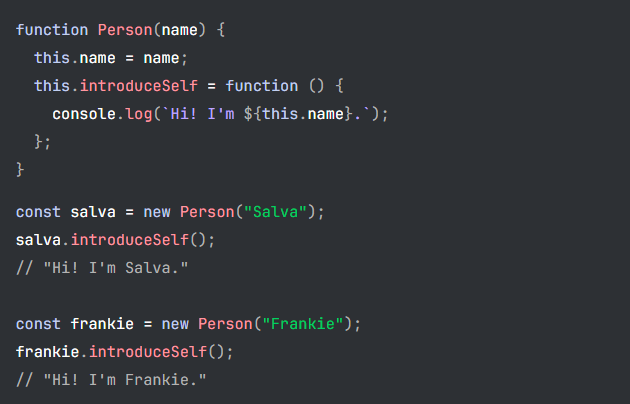 function Person(name) {
  this.name = name;
  this.introduceSelf = function () {
    console.log(`Hi! I'm ${this.name}.`);
  };
}
const salva = new Person("Salva");
salva.introduceSelf();
// "Hi! I'm Salva."
const frankie = new Person("Frankie");
frankie.introduceSelf();
// "Hi! I'm Frankie."